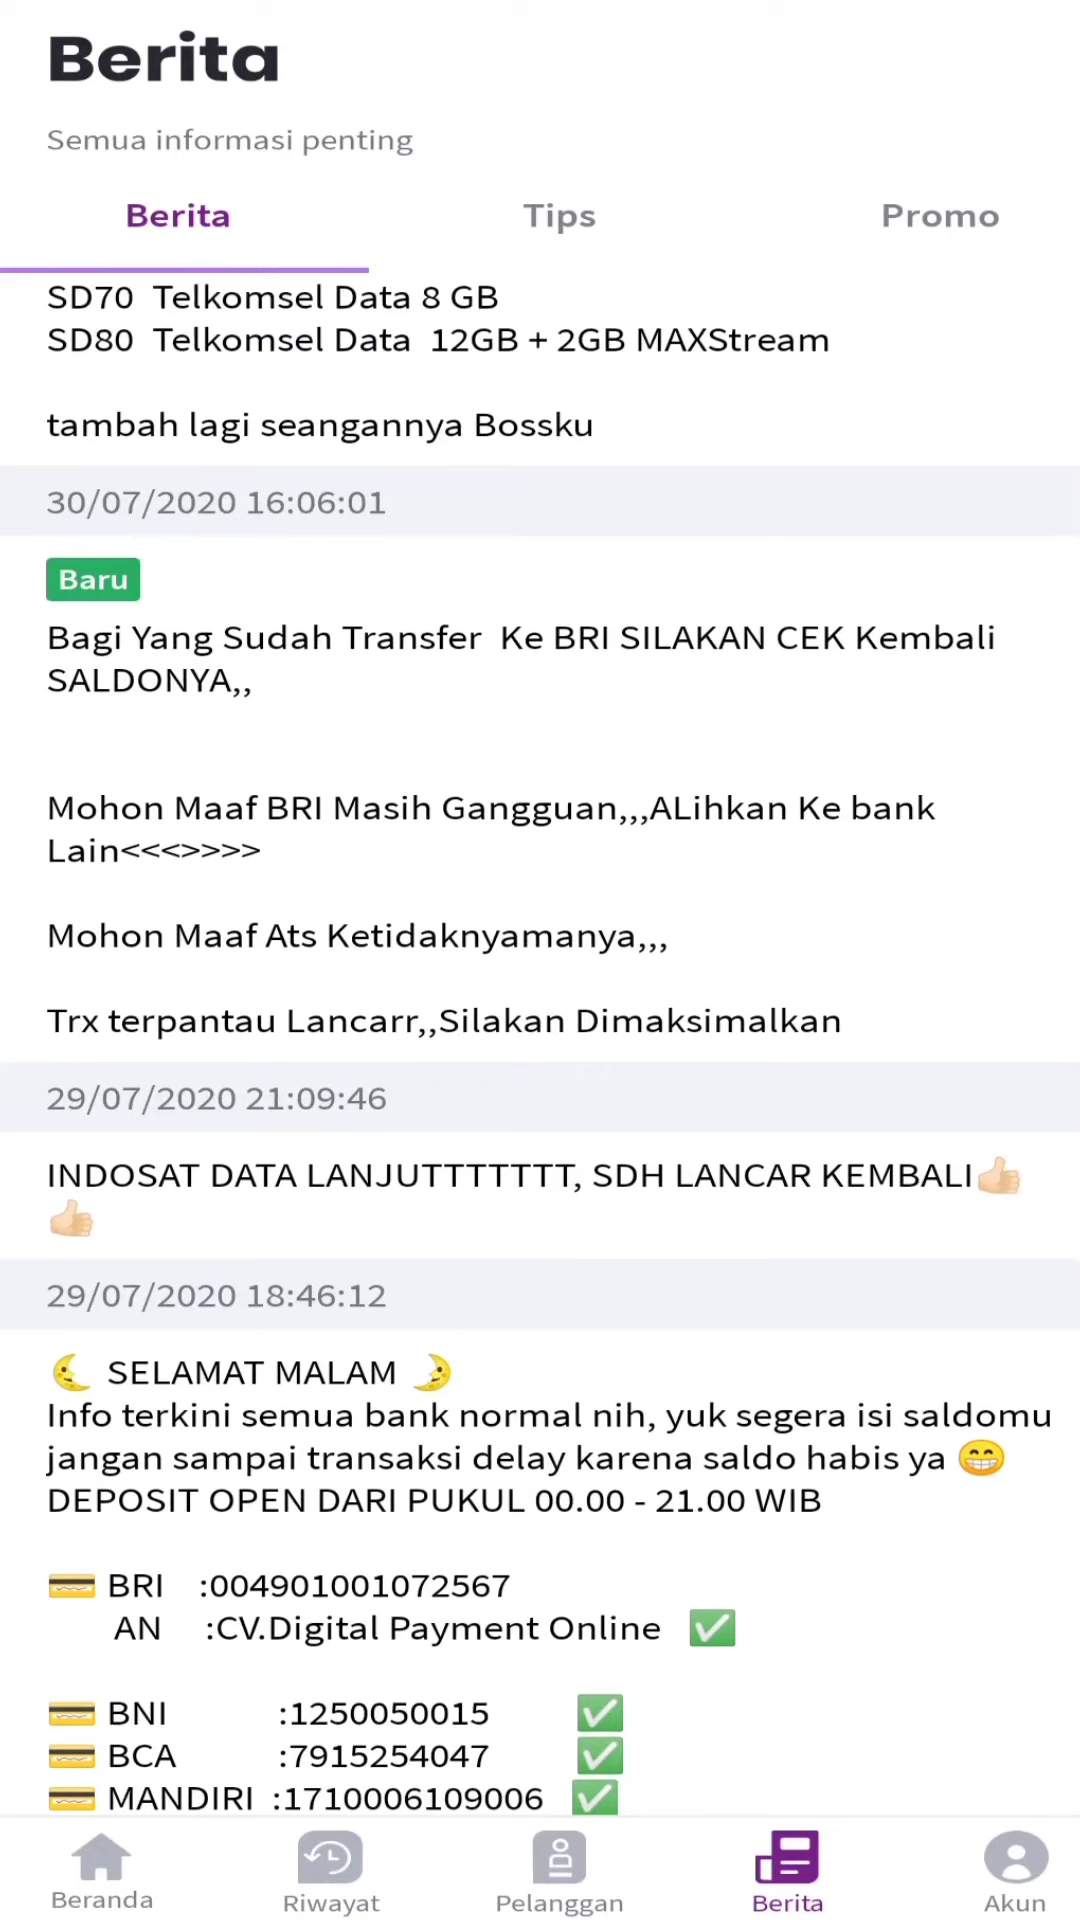 Berita
Semua informasi penting
Berita Tips Promo
SD70 Telkomsel Data 8 GB
SD80 Telkomsel Data 12GB + 2GB MAXStream
tambah lagi seangannya Bossku
30/07/2020 16:06:01
Baru
Bagi Yang Sudah Transfer Ke BRI SILAKAN CEK Kembali
SALDONYA,,
Mohon Maaf BRI Masih Gangguan,,,ALihkan Ke bank
Lain<<<>>>>
Mohon Maaf Ats Ketidaknyamanya,,,
Trx terpantau Lancarr,,Silakan Dimaksimalkan
29/07/2020 21:09:46
INDOSAT DATA LANJUTTTTTTT, SDH LANCAR KEMBALI👍🏻
👍🏻
29/07/2020 18:46:12
🌜 SELAMAT MALAM 🌛
Info terkini semua bank normal nih, yuk segera isi saldomu
jangan sampai transaksi delay karena saldo habis ya 😁
DEPOSIT OPEN DARI PUKUL 00.00 - 21.00 WIB
💳 BRI :004901001072567
AN :CV.Digital Payment Online ✅
💳 BNI :1250050015 ✅
💳 BCA :7915254047 ✅
💳 MANDIRI :1710006109006 ✅
Beranda Riwayat Pelanggan Berita Akun